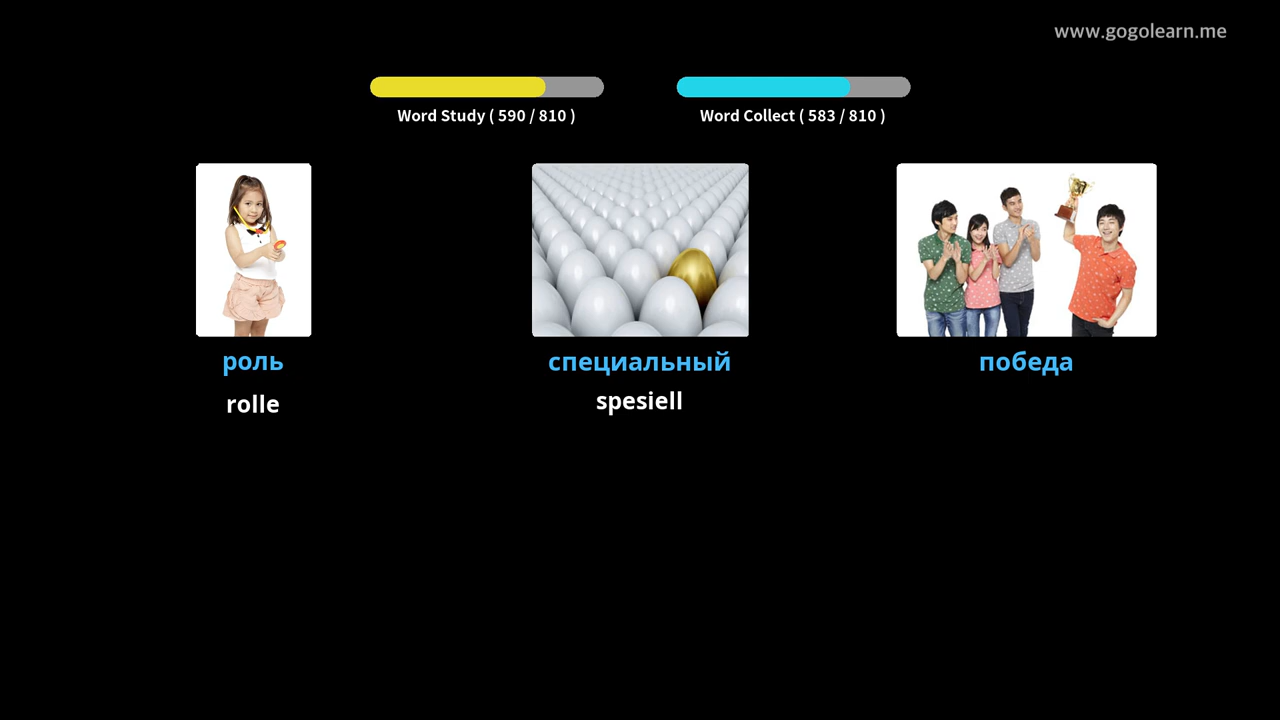 www.gogolearn.me
Word Study ( 590 / 810 )
Word Collect ( 583 / 810 )
роль
специальный
победа
rolle
spesiell